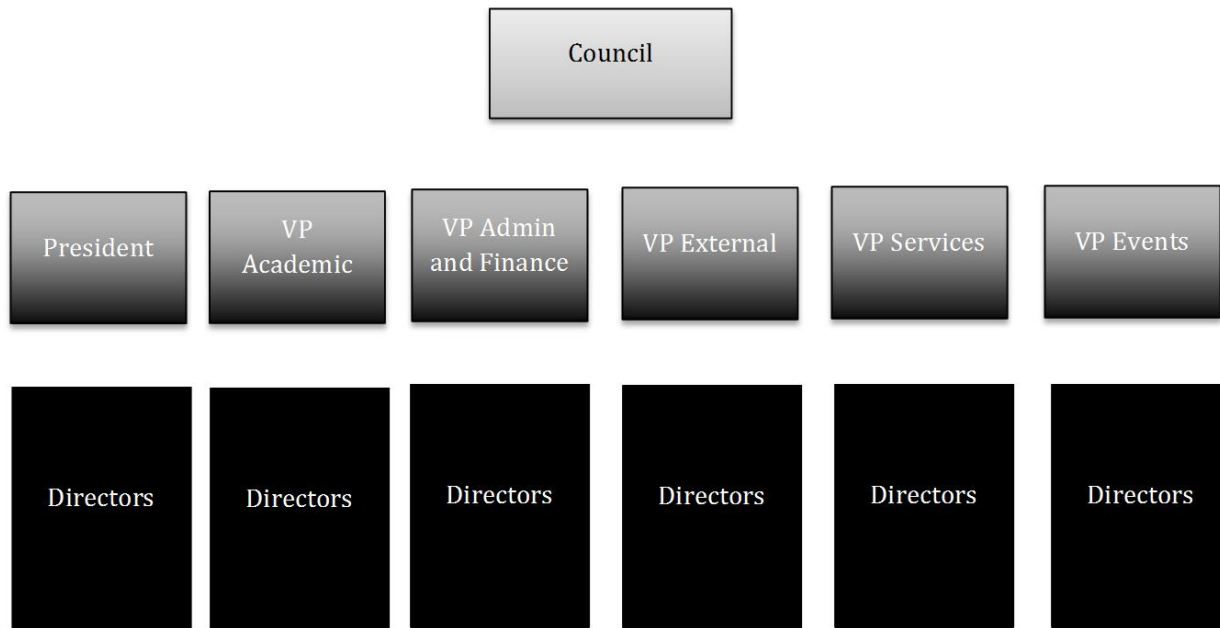 Council
President
VP
Academic
VP Admin
and Finance
VP External
VP Services
VP Events
Directors
Directors
Directors
Directors
Directors
Directors